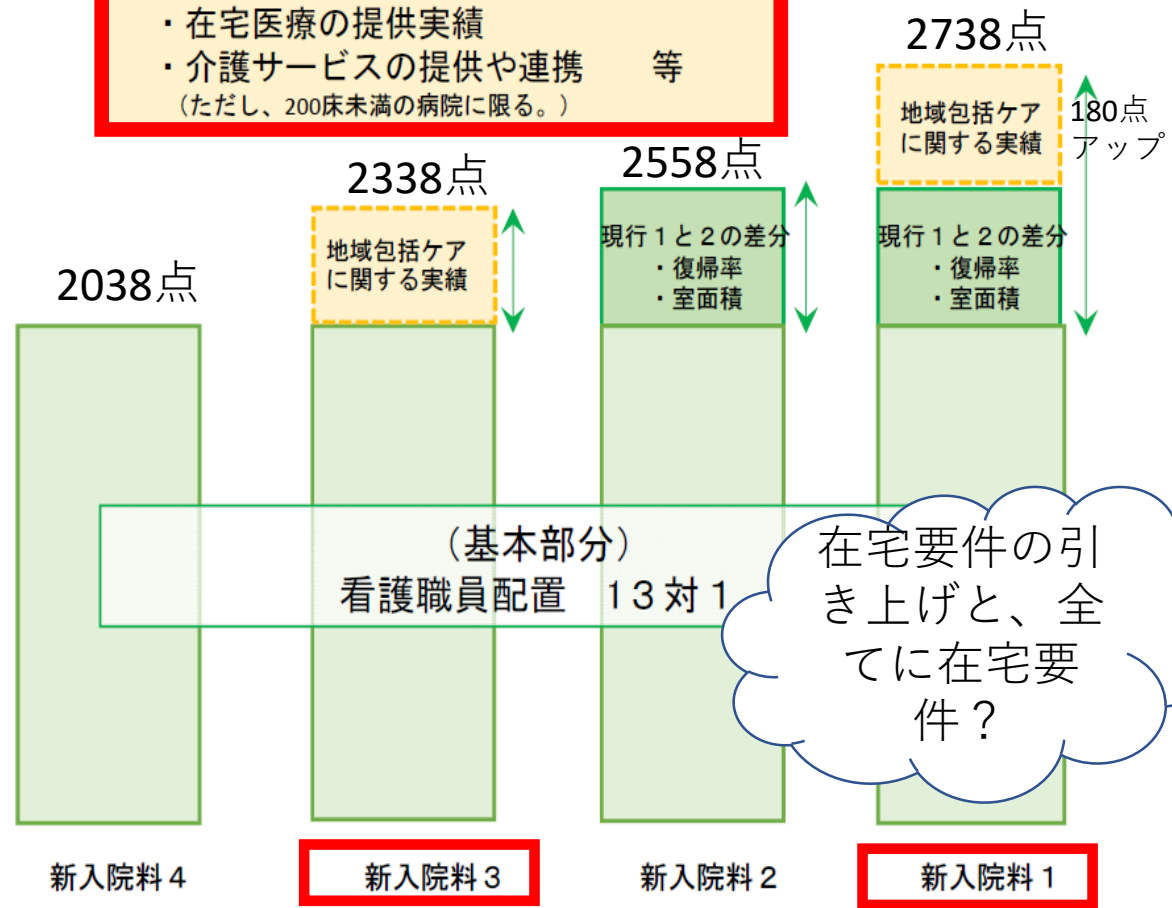 ・在宅医療の提供実績
・介護サービスの提供や連携　　等
（ただし、200床未満の病院に限る。）
2738点
地域包括ケア
に関する実績
180点
アップ
2558点
現行１と２の差分
・復帰率
・室面積
現行１と２の差分
・復帰率
・室面積
2338点
地域包括ケア
に関する実績
2038点
（基本部分）
看護職員配置　１３対１
在宅要件の引
き上げと、全
てに在宅要
件？
新入院料４
新入院料３
新入院料２
新入院料１